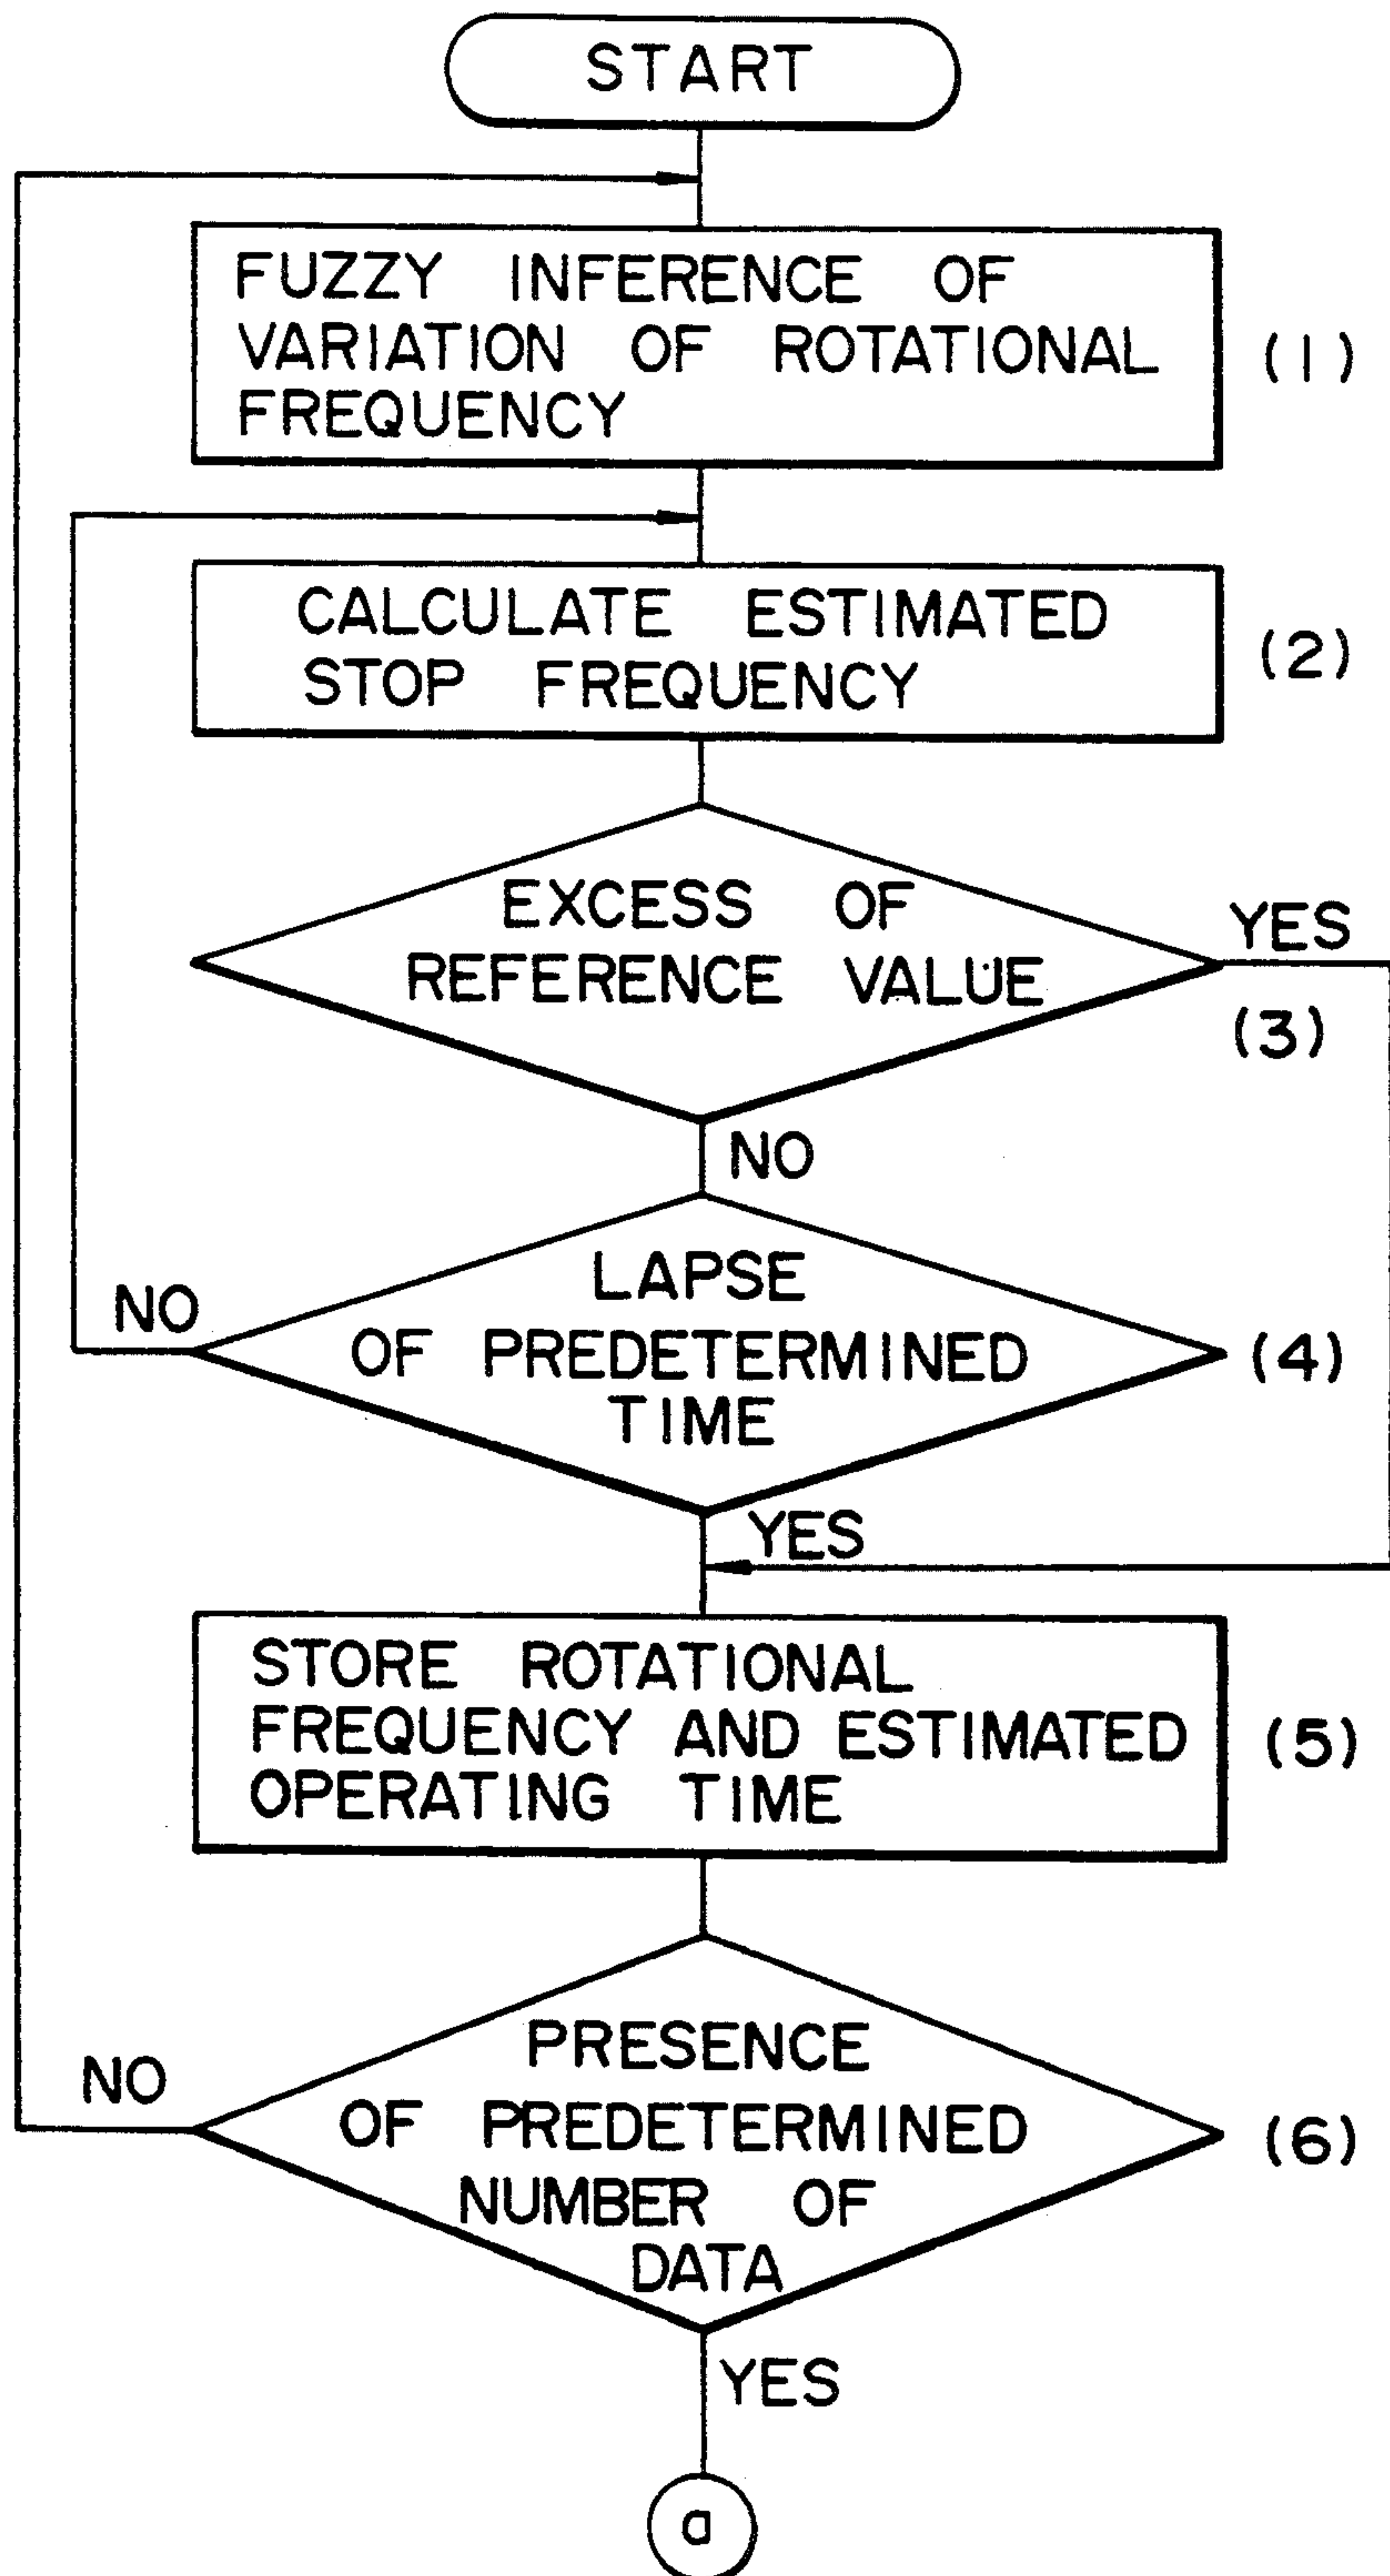 START
FUZZY INFERENCE OF
VARIATION OF ROTATIONAL
FREQUENCY
(1)
CALCULATE ESTIMATED
STOP FREQUENCY
(2)
EXCESS OF
REFERENCE VALUE
YES
(3)
NO
LAPSE
OF PREDETERMINED
TIME
NO
(4)
YES
STORE ROTATIONAL
FREQUENCY AND ESTIMATED
OPERATING TIME
(5)
PRESENCE
OF PREDETERMINED
NUMBER OF
DATA
NO
(6)
YES
a